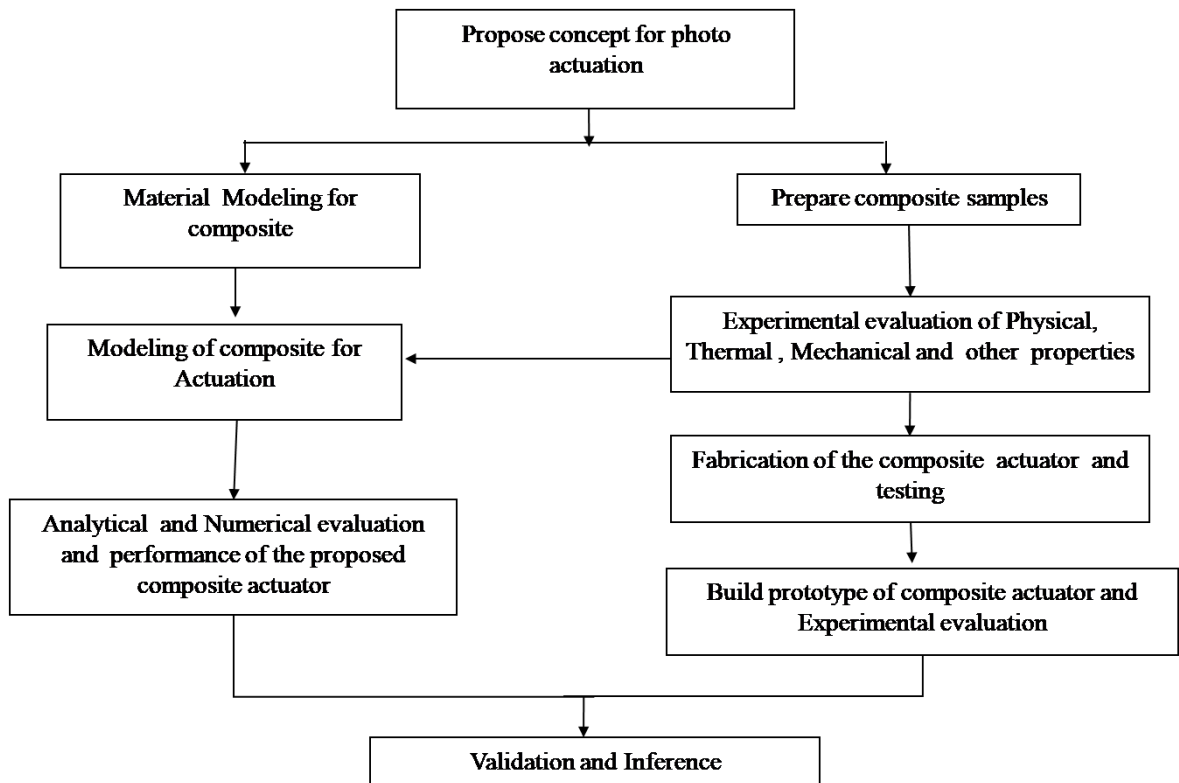 Propose concept for photo
actuation
Material Modeling for
composite
Prepare composite samples
Modeling of composite for
Actuation
Experimental evaluation of Physical,
Thermal , Mechanical and other properties
Analytical and Numerical evaluation
and performance of the proposed
composite actuator
Fabrication of the composite actuator and
testing
Build prototype of composite actuator and
Experimental evaluation
Validation and Inference